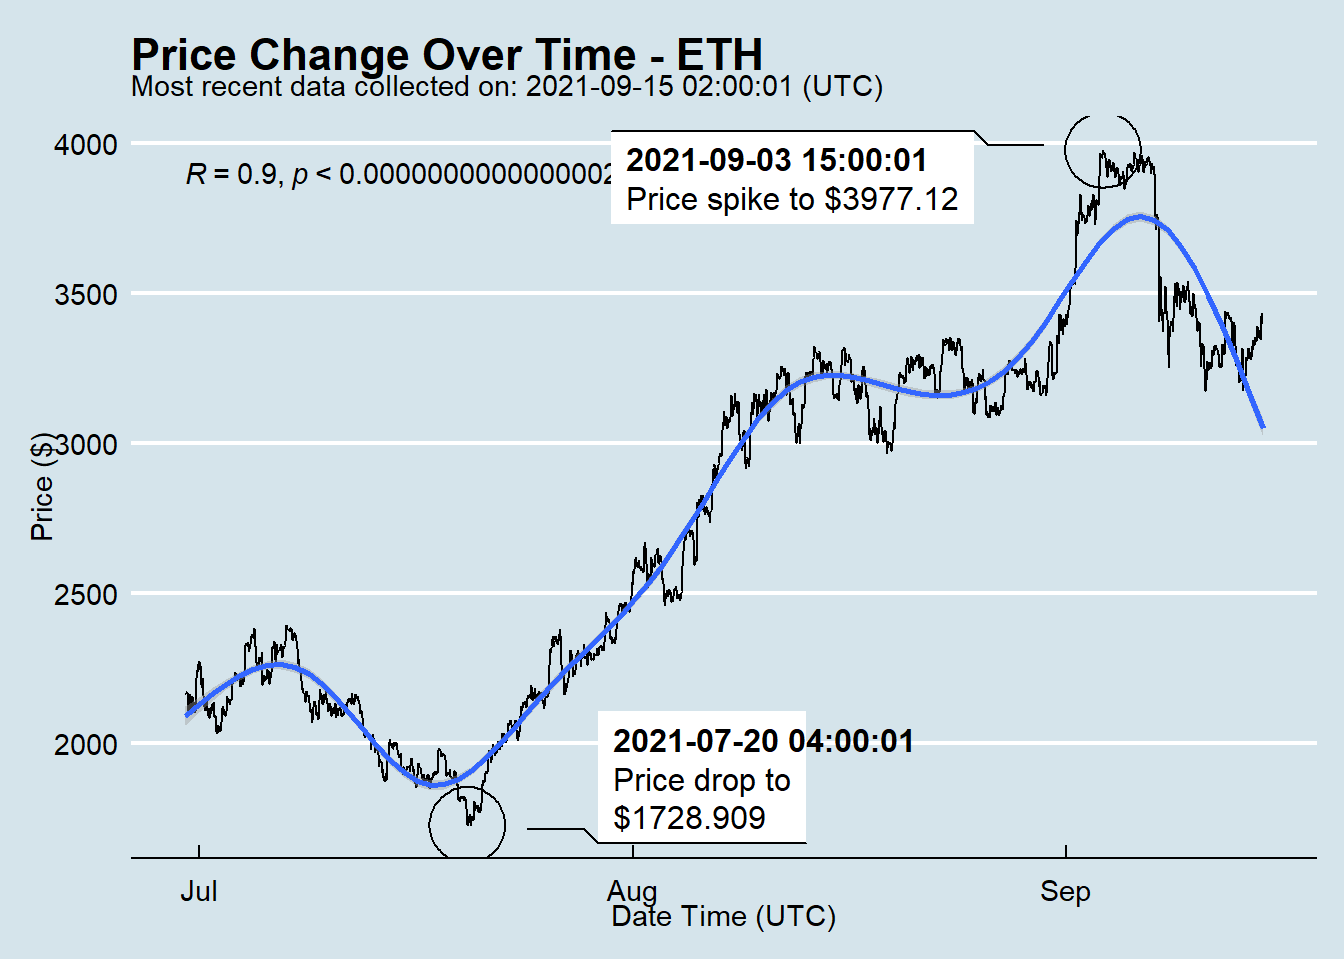 Price Change Over Time - ETH
Most recent data collected on: 2021-09-15 02:00:01 (UTC)
4000
R = 0.9, p < 0.0000000000000002
2021-09-03 15:00:01
Price spike to $3977.12
3500
3000
Price ($)
2500
2000
2021-07-20 04:00:01
Price drop to
$1728.909
Jul
Aug
Sep
Date Time (UTC)